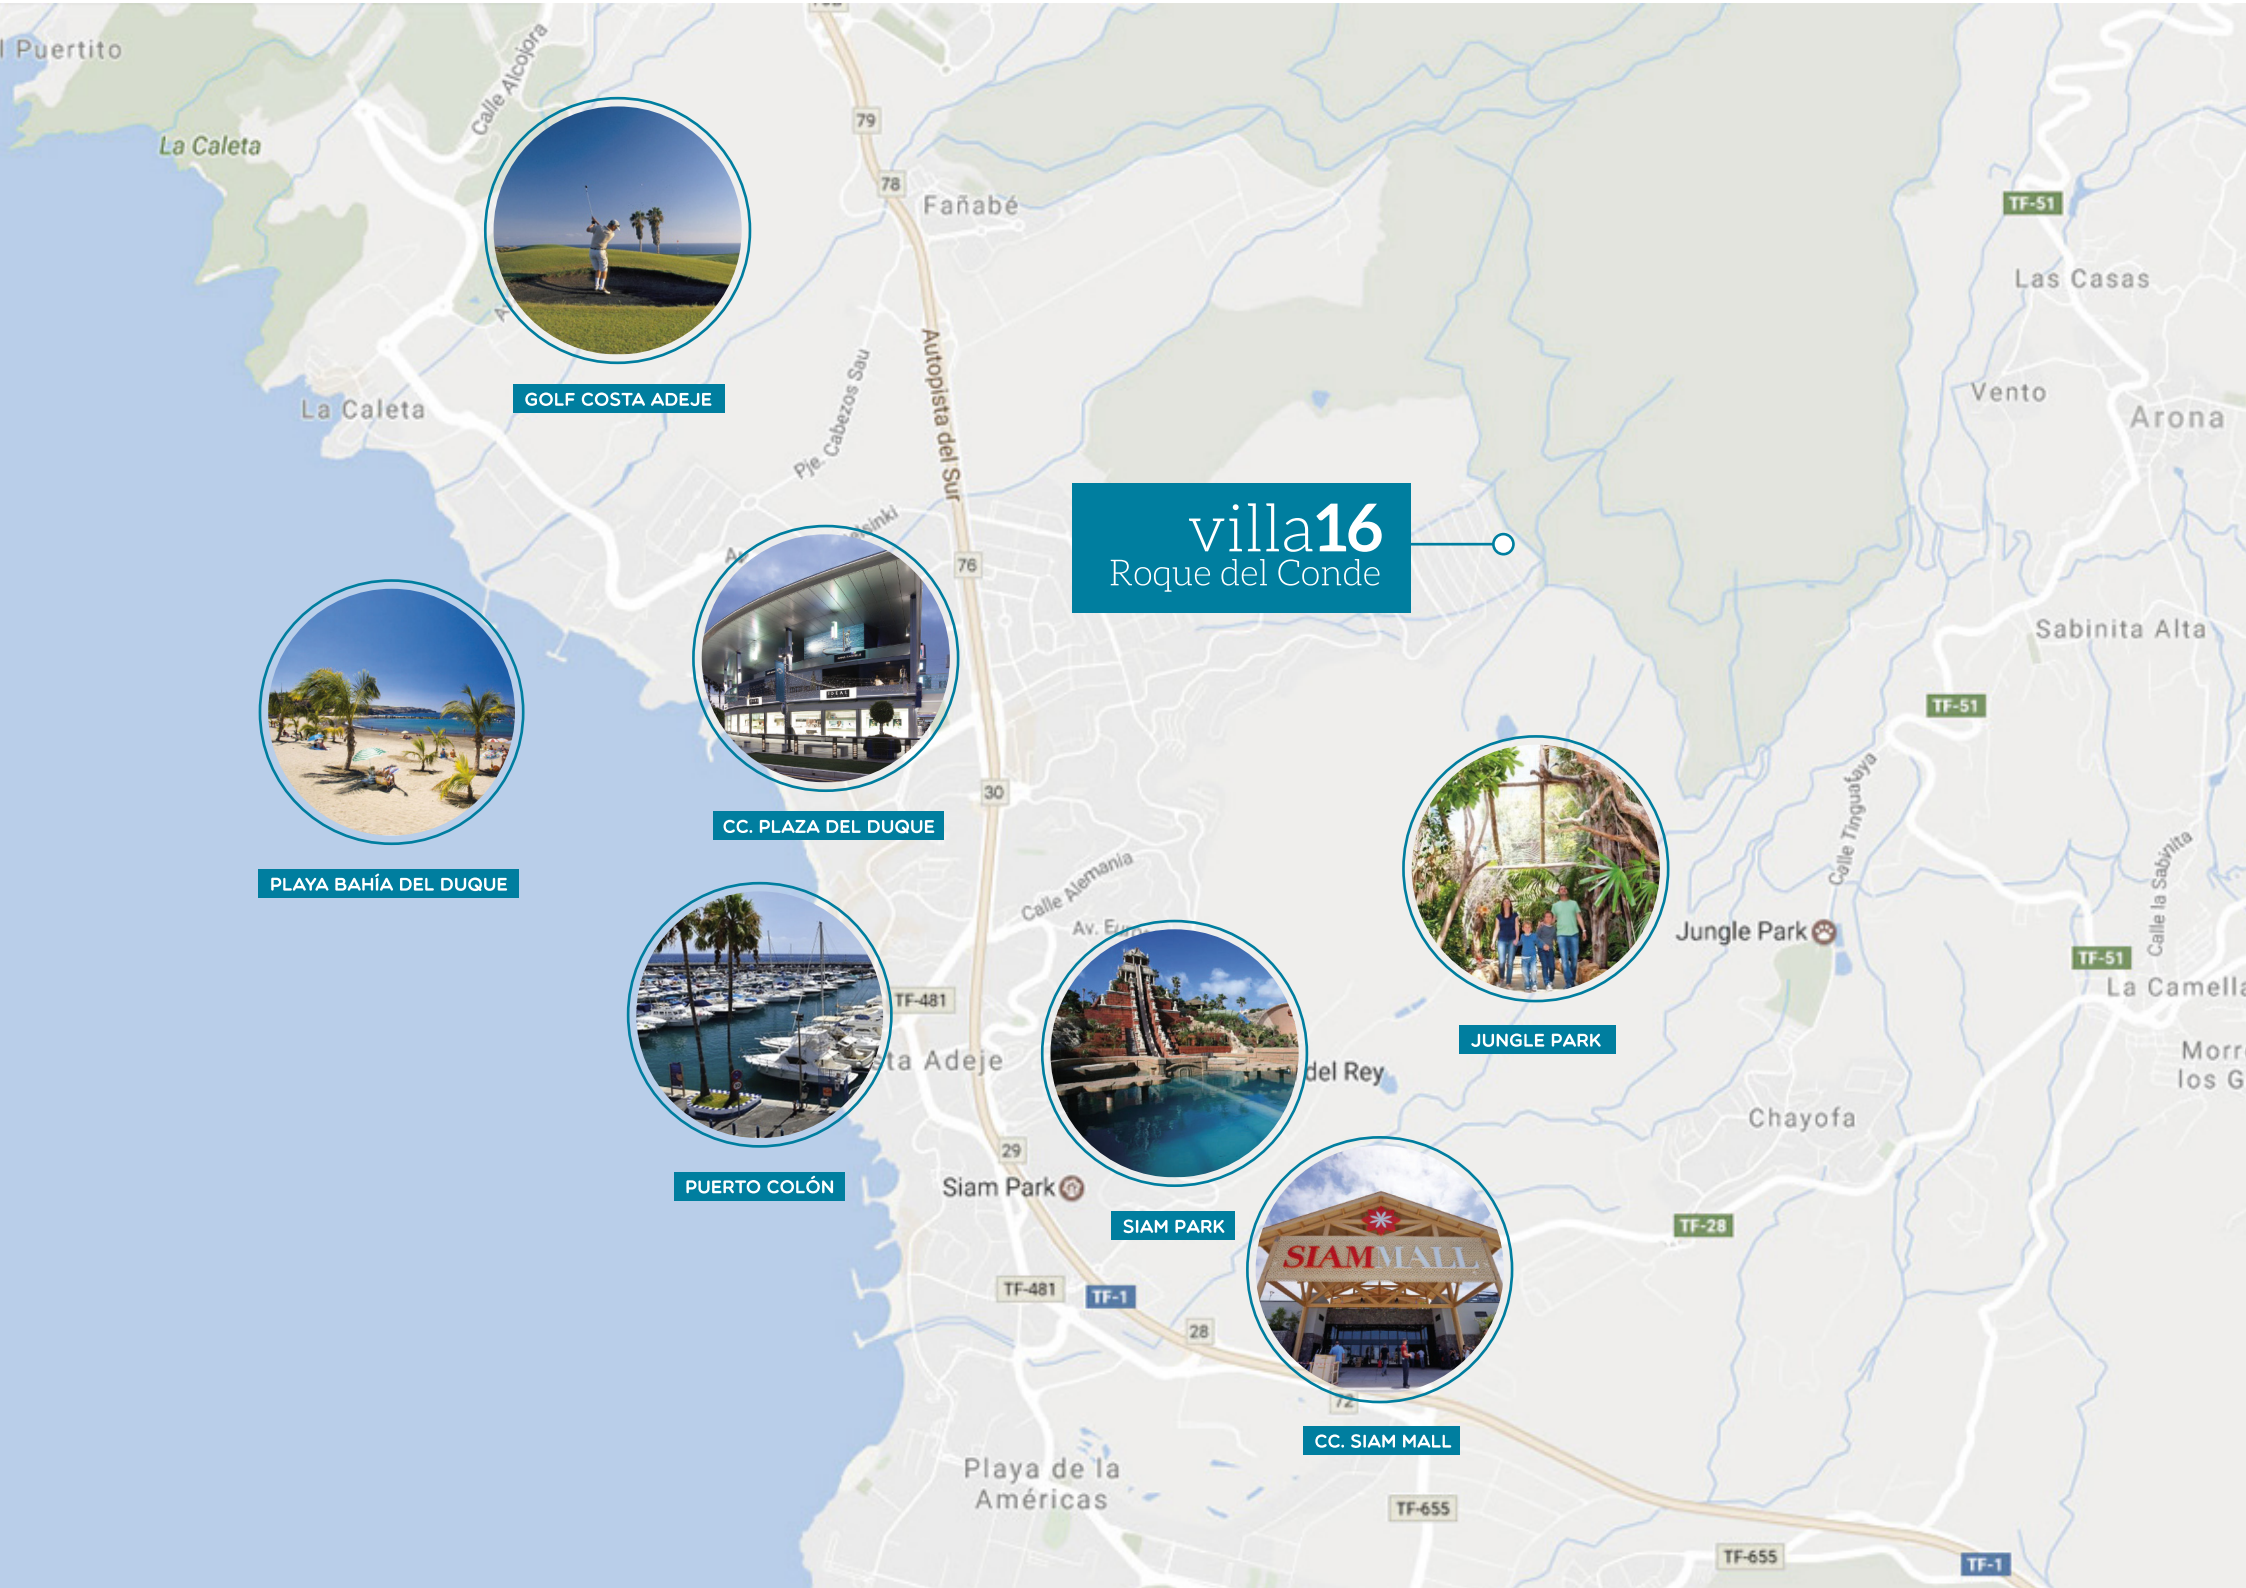 Puertito
La Caleta
Calle Alcojora
79
78
Fañabé
TF-51
Las Casas
GOLF COSTA ADEJE
La Caleta
Pje. Cabezos Sau
Autopista del Sur
Vento
Arona
villa16
Roque del Conde
76
Sabinita Alta
TF-51
CC. PLAZA DEL DUQUE
30
PLAYA BAHÍA DEL DUQUE
Calle Tinguafaya
Calle la Sabinita
Calle Alemania
Av.
Jungle Park
TF-51
La Camella
TF-481
JUNGLE PARK
Adeje
del Rey
Chayofa
29
Siam Park
PUERTO COLÓN
SIAM PARK
SIAM MALL
TF-28
TF-481
TF-1
28
72
CC. SIAM MALL
Playa de la
Américas
TF-655
TF-655
TF-1